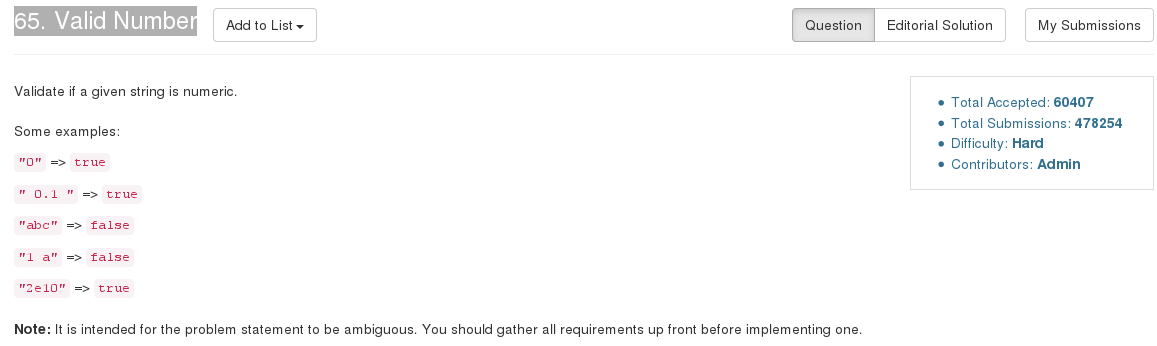 65. Valid Number
Add to List
Question
Editorial Solution
My Submissions
Validate if a given string is numeric.
Some examples:
"0" => true
" 0.1 " => true
"abc" => false
"1 a" => false
"2e10" => true
Note: It is intended for the problem statement to be ambiguous. You should gather all requirements up front before implementing one.
Total Accepted: 60407
Total Submissions: 478254
Difficulty: Hard
Contributors: Admin